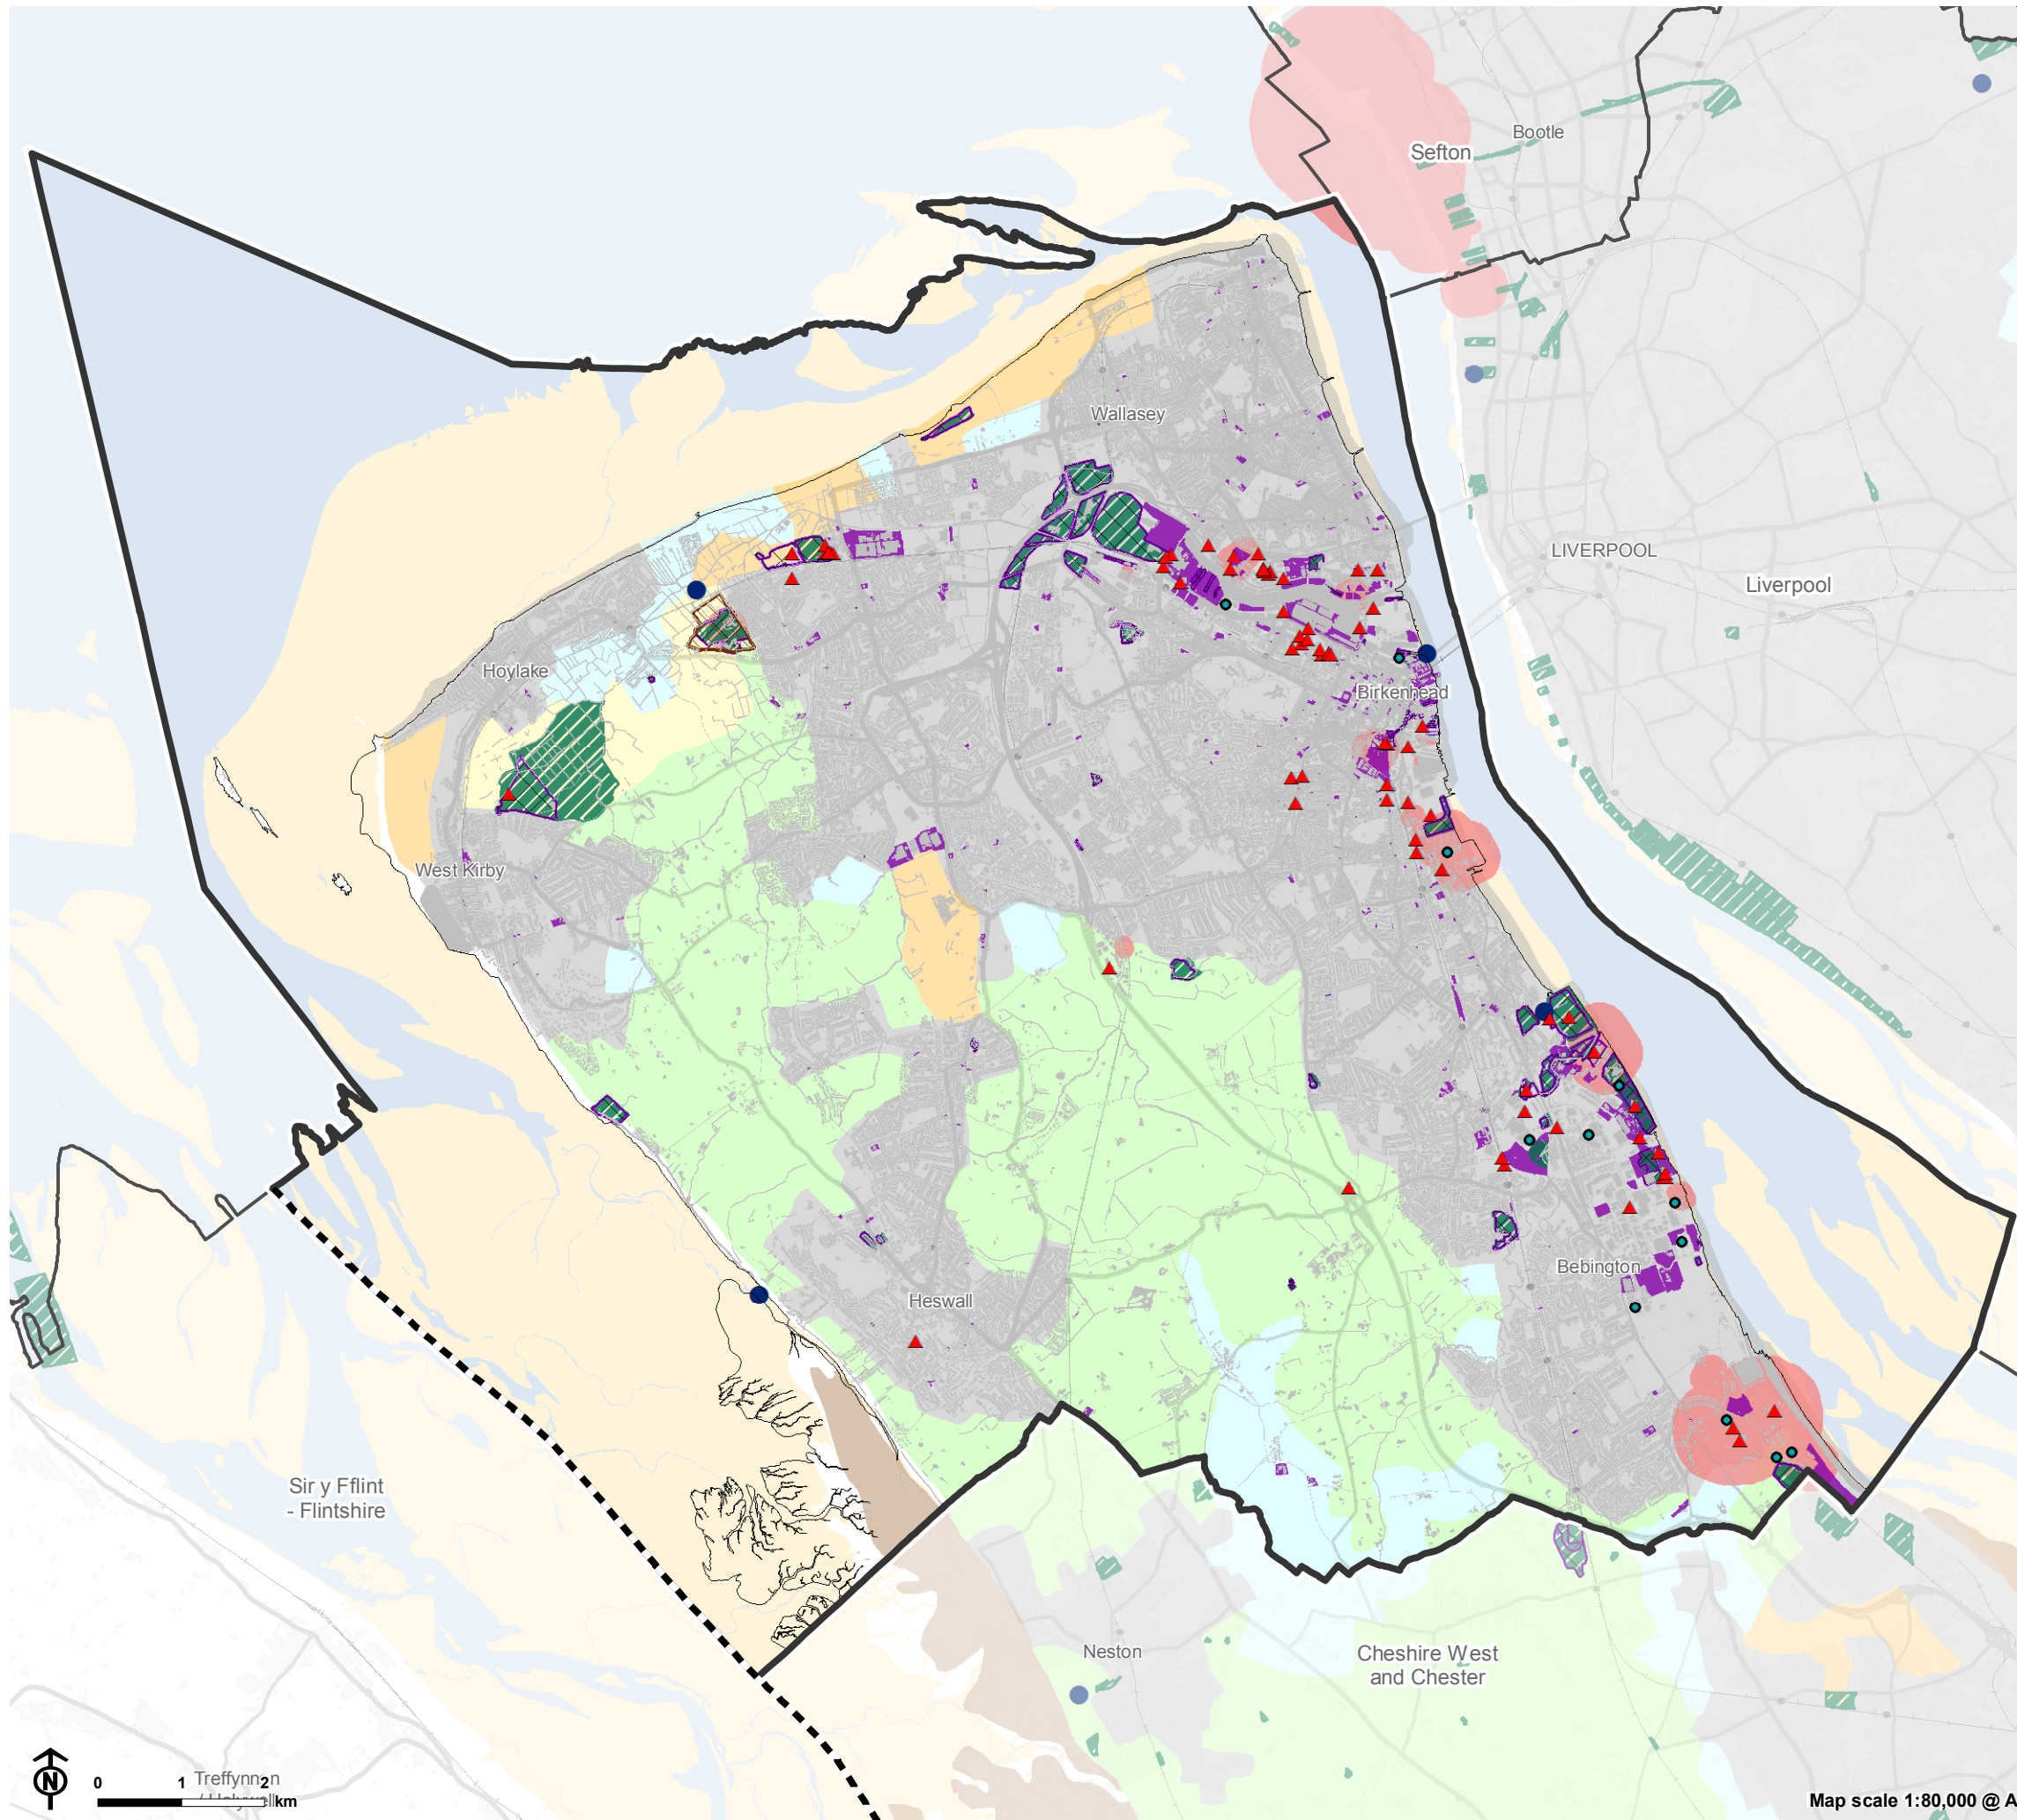 Bootle
Sefton
Wallasey
LIVERPOOL
Liverpool
Hoylake
Birkenhead
West Kirby
Bebington
Heswall
Sir y Fflint
- Flintshire
Neston
Cheshire West
and Chester
N
0 1 2
km
Treffynnon
Map scale 1:80,000 @ A